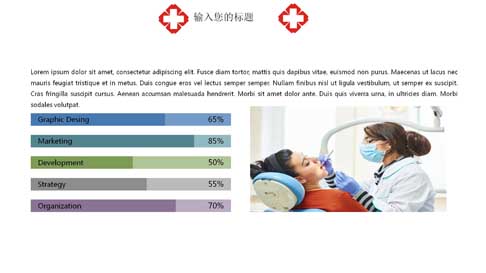 输入您的标题
Lorem ipsum dolor sit amet, consectetur adipiscing elit. Fusce diam tortor, mattis quis dapibus vitae, euismod non purus. Maecenas ut lacus nec
mauris feugiat tristique et in metus. Duis congue eros vel lectus semper semper. Nullam finibus nisl ut ligula vestibulum, ut semper ex suscipit.
Cras fringilla suscipit cursus. Aenean accumsan malesuada hendrerit. Morbi sit amet dolor ante. Duis quis viverra urna, in ultricies diam. Morbi
sodales volutpat.
Graphic Desing 65%
Marketing 85%
Development 50%
Strategy 55%
Organization 70%